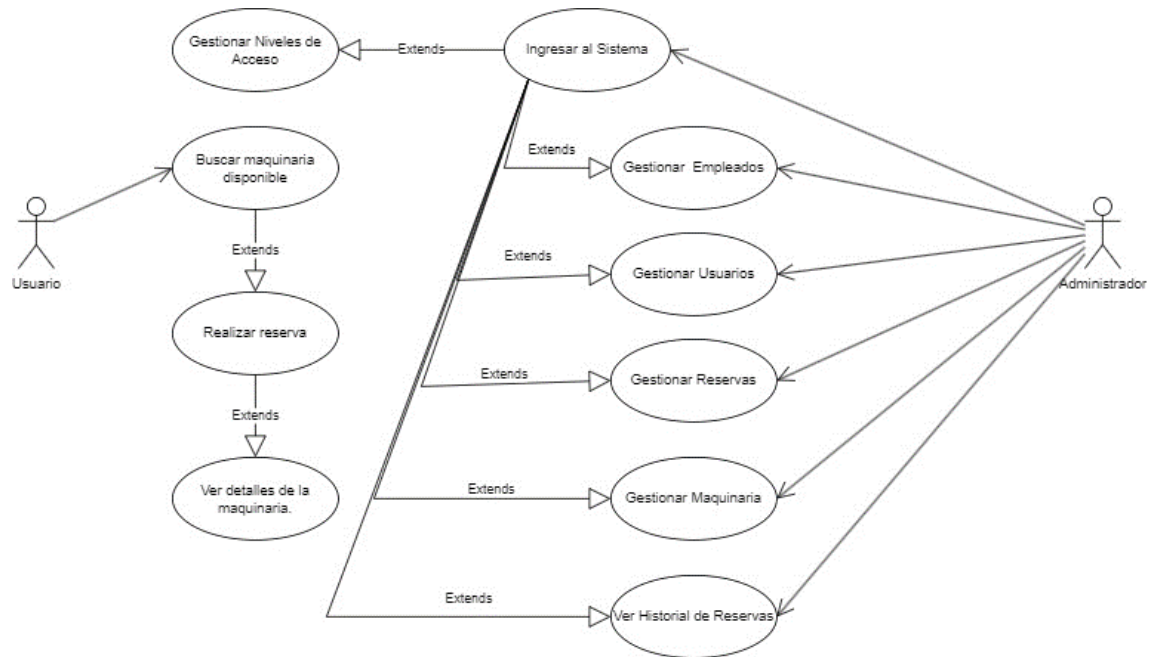 Gestionar Niveles de
Acceso
Extends
Ingresar al Sistema
Buscar maquinaria
disponible
Extends
Gestionar Empleados
Usuario
Extends
Extends
Gestionar Usuarios
Administrador
Realizar reserva
Extends
Gestionar Reservas
Extends
Ver detalles de la
maquinaria.
Extends
Gestionar Maquinaria
Extends
Ver Historial de Reservas